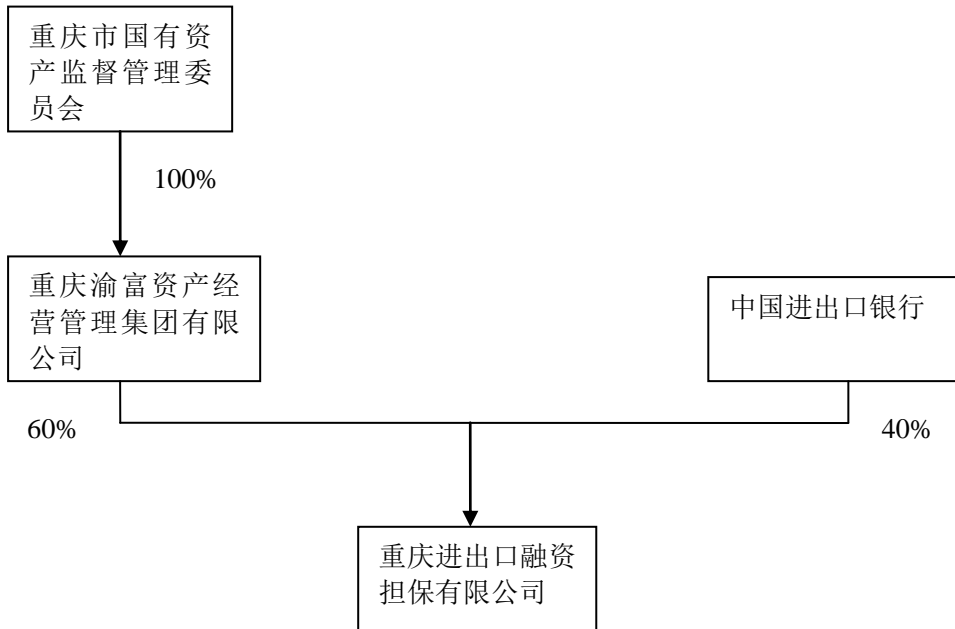 重庆市国有资
产监督管理委
员会
100%
重庆渝富资产经
营管理集团有限
公司
中国进出口银行
60%
40%
重庆进出口融资
担保有限公司